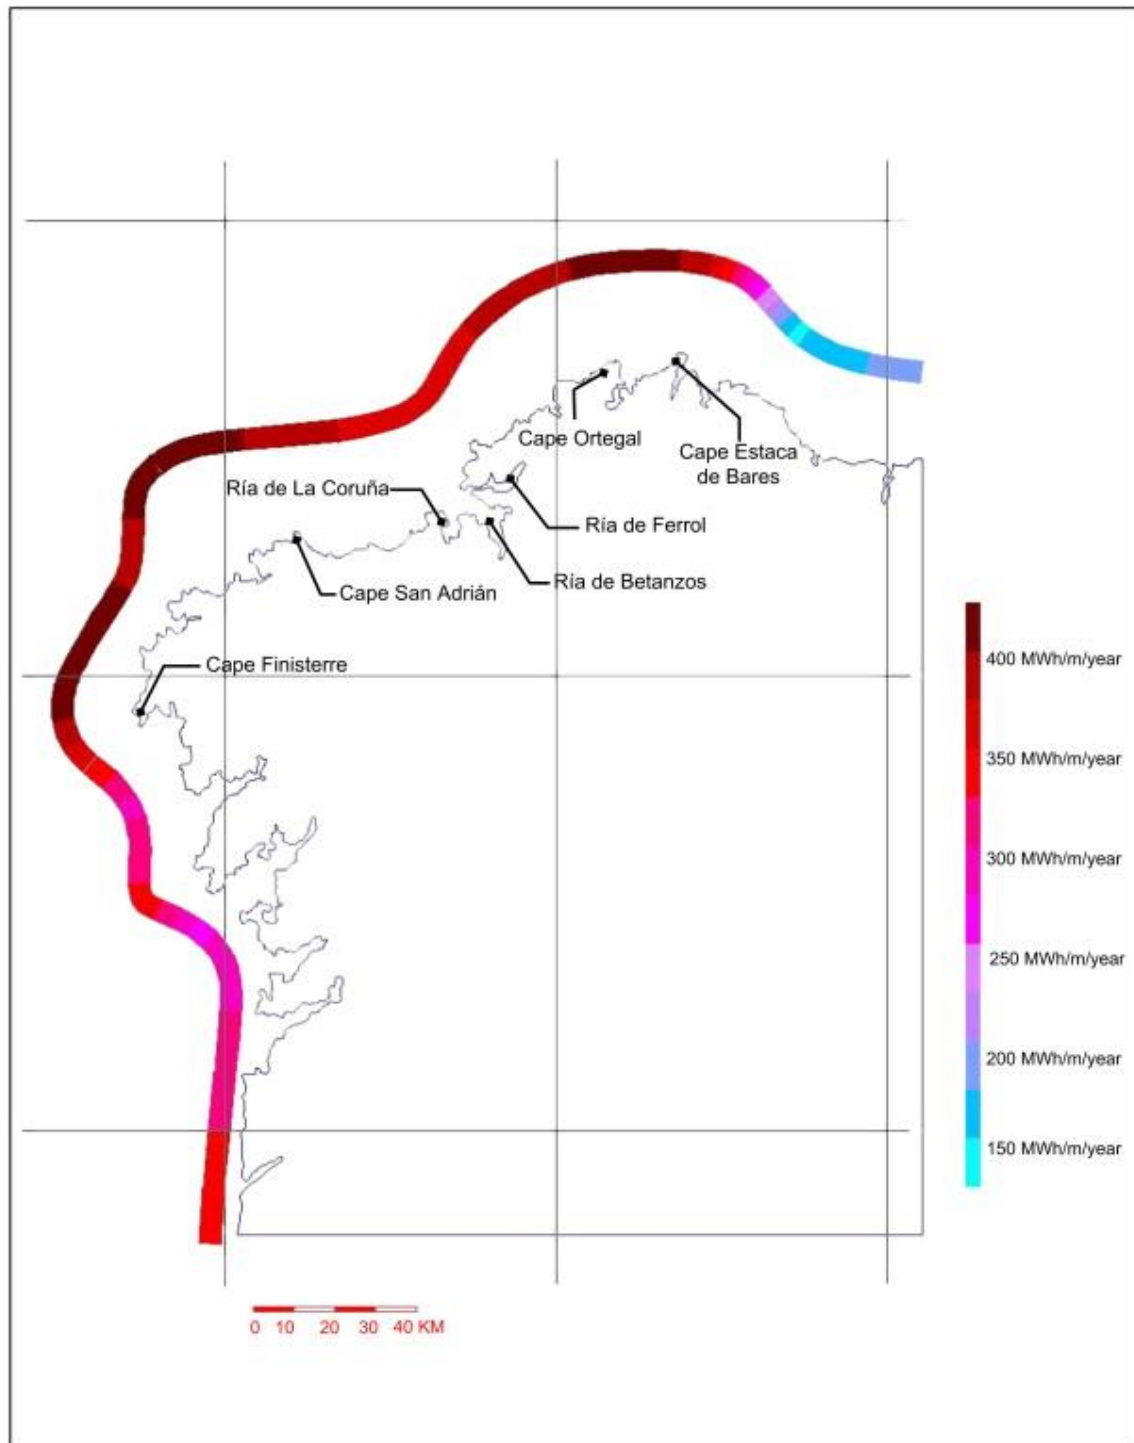 Cape Ortegal
Cape Estaca
de Bares
Ría de La Coruña
Ría de Ferrol
Ría de Betanzos
Cape San Adrián
Cape Finisterre
400 MWh/m/year
350 MWh/m/year
300 MWh/m/year
250 MWh/m/year
200 MWh/m/year
150 MWh/m/year
0 10 20 30 40 KM